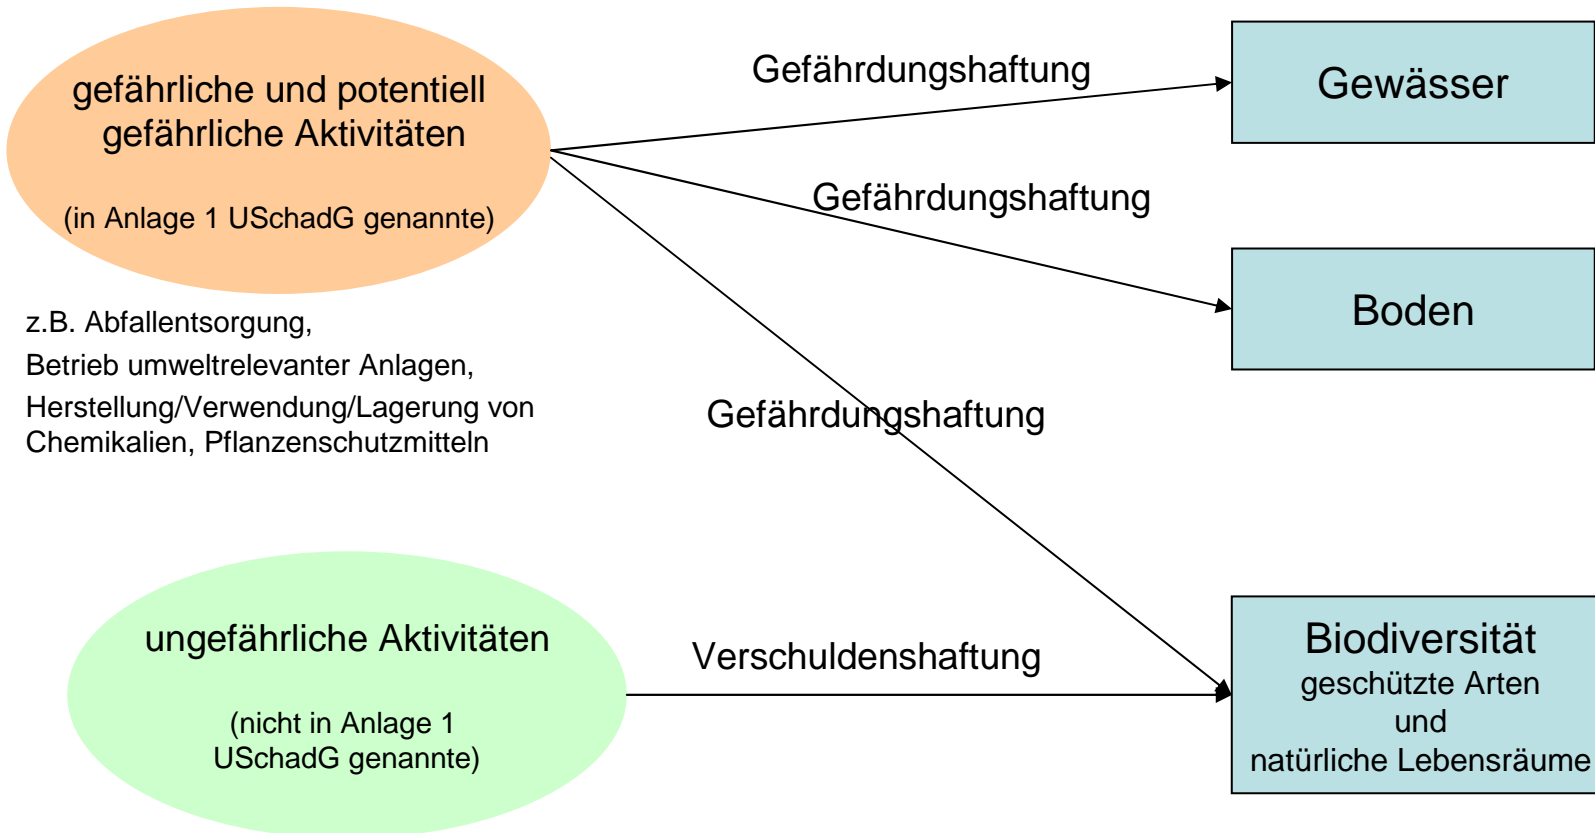 gefährliche und potentiell
gefährliche Aktivitäten
(in Anlage 1 USchadG genannte)
z.B. Abfallentsorgung,
Betrieb umweltrelevanter Anlagen,
Herstellung/Verwendung/Lagerung von
Chemikalien, Pflanzenschutzmitteln
Gefährdungshaftung
Gewässer
Gefährdungshaftung
Boden
Gefährdungshaftung
ungefährliche Aktivitäten
(nicht in Anlage 1
USchadG genannte)
Verschuldenshaftung
Biodiversität
geschützte Arten
und
natürliche Lebensräume